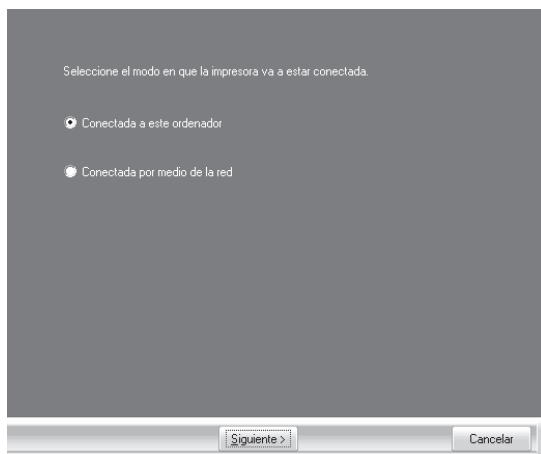 Seleccione el modo en que la impresora va a estar conectada.
Conectada a este ordenador
Conectada por medio de la red
Siguiente >
Cancelar